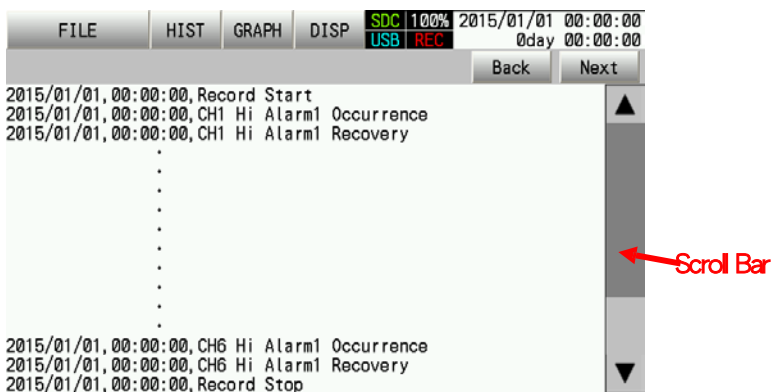 FILE HIST GRAPH DISP SDC 100% 2015/01/01 00:00:00
USB REC 0day 00:00:00
Back Next
2015/01/01,00:00:00,Record Start
2015/01/01,00:00:00,CH1 Hi Alarm1 Occurrence
2015/01/01,00:00:00,CH1 Hi Alarm1 Recovery
.
.
.
.
.
.
.
.
.
.
Scroll Bar
2015/01/01,00:00:00,CH6 Hi Alarm1 Occurrence
2015/01/01,00:00:00,CH6 Hi Alarm1 Recovery
2015/01/01,00:00:00,Record Stop